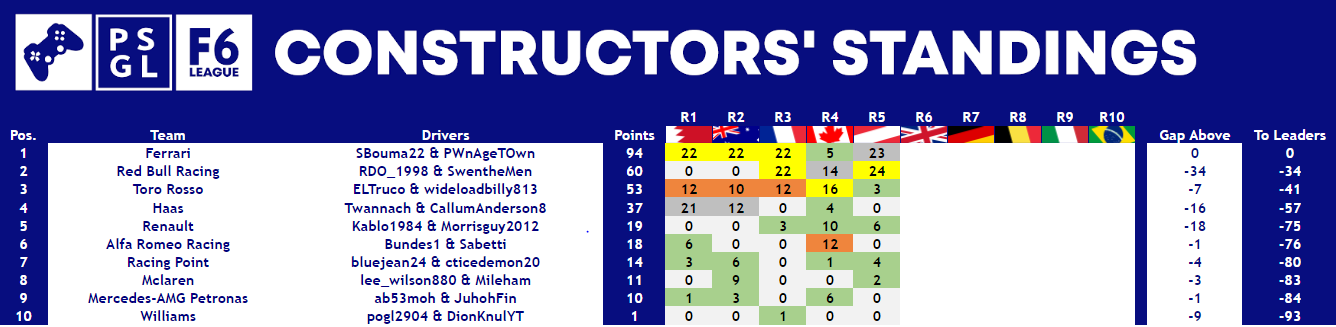 PS
GL
F6
LEAGUE
CONSTRUCTORS' STANDINGS
R1 R2 R3 R4 R5 R6 R7 R8 R9 R10
Pos. Team Drivers Points Gap Above To Leaders
1 Ferrari SBouma22 & PWnAgeTOwn 94 22 22 22 5 23 0 0
2 Red Bull Racing RDO_1998 & SwentheMen 60 0 0 22 14 24 -34 -34
3 Toro Rosso ELTruco & wideloadbilly813 53 12 10 12 16 3 -7 -41
4 Haas Twannach & CallumAnderson8 37 21 12 0 4 0 -16 -57
5 Renault Kablo1984 & Morrisguy2012 19 0 0 3 10 6 -18 -75
6 Alfa Romeo Racing Bundes1 & Sabetti 18 6 0 0 12 0 -1 -76
7 Racing Point bluejean24 & cticedemon20 14 3 6 0 1 4 -4 -80
8 Mclaren lee_wilson880 & Mileham 11 0 9 0 0 2 -3 -83
9 Mercedes-AMG Petronas ab53moh & JuhohFin 10 1 3 0 6 0 -1 -84
10 Williams pogl2904 & DionKnulYT 1 0 0 1 0 0 -9 -93